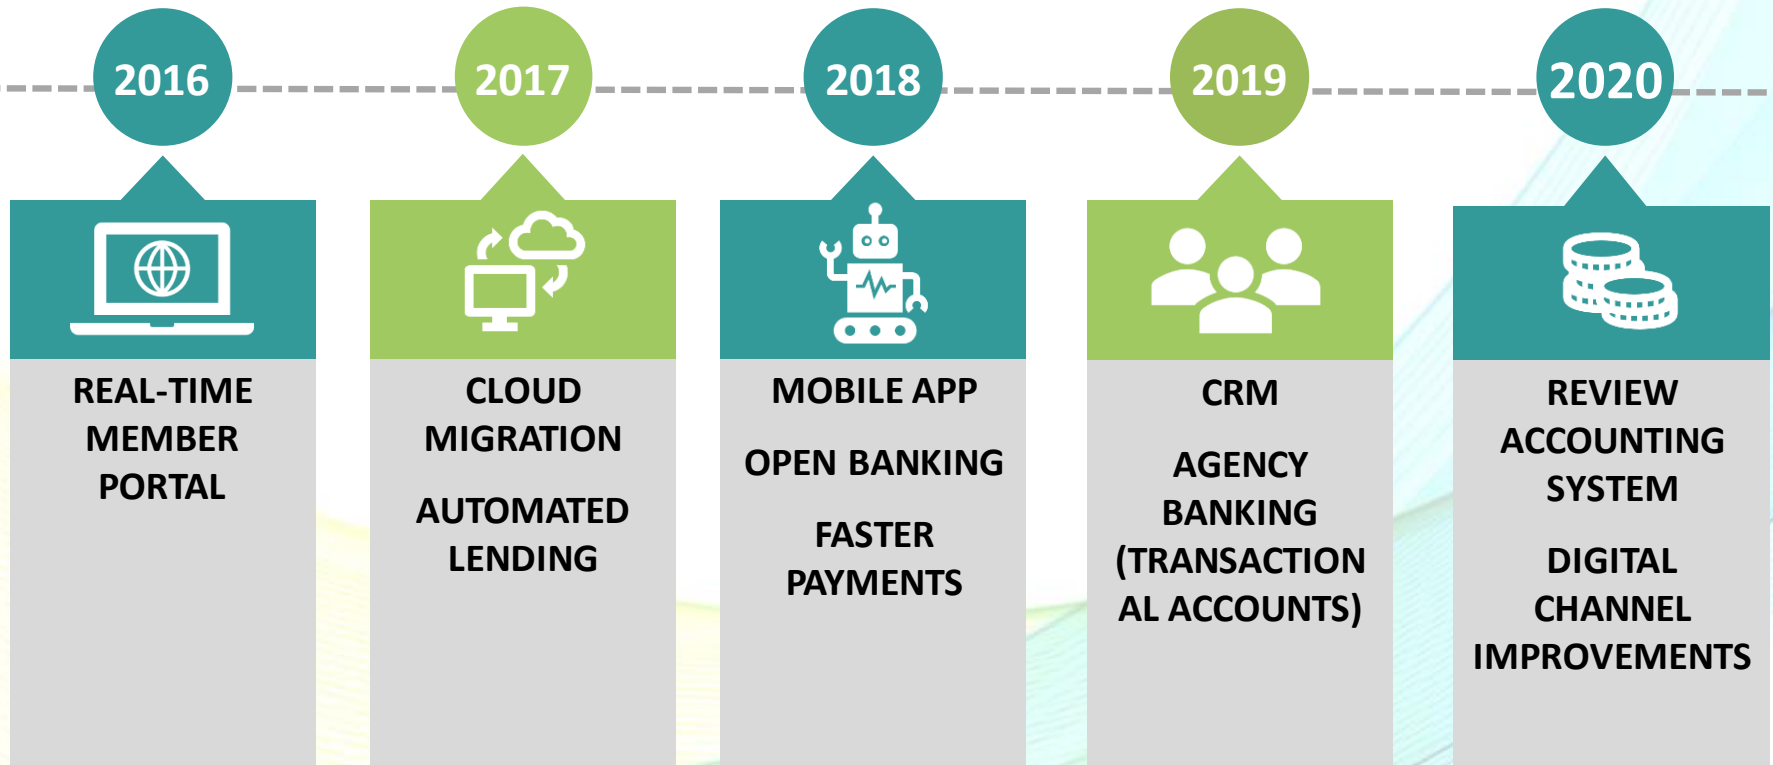 2016
2017
2018
2019
2020
REAL-TIME
MEMBER
PORTAL
CLOUD
MIGRATION
AUTOMATED
LENDING
MOBILE APP
OPEN BANKING
FASTER
PAYMENTS
CRM
AGENCY
BANKING
(TRANSACTION
AL ACCOUNTS)
REVIEW
ACCOUNTING
SYSTEM
DIGITAL
CHANNEL
IMPROVEMENTS